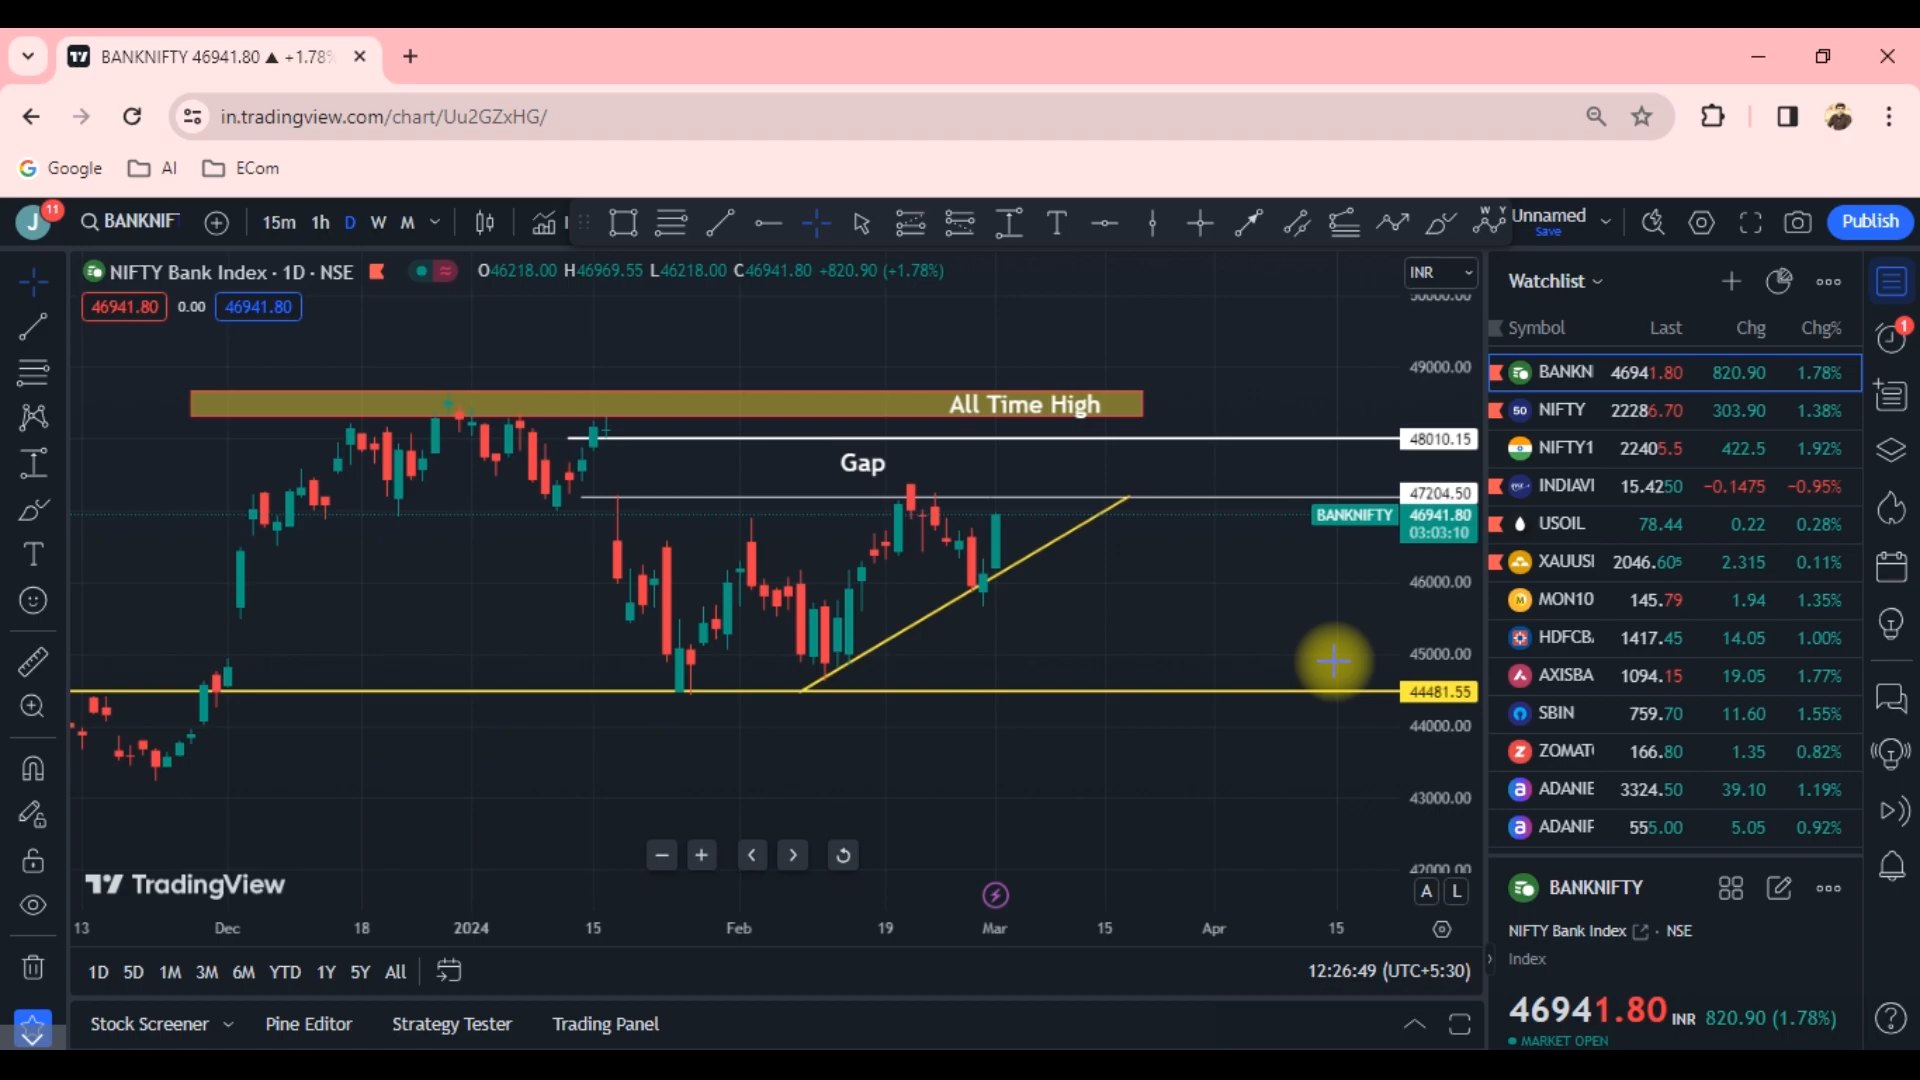 BANKNIFTY 46941.80 ▲ +1.78%
in.tradingview.com/chart/Uu2GZxHG/
Google AI ECom
J 11 BANKNIF 15m 1h D W M Unnamed Save Publish
NIFTY Bank Index · 1D · NSE O46218.00 H46969.55 L46218.00 C46941.80 +820.90 (+1.78%) INR
46941.80 0.00 46941.80
50000.00
49000.00
All Time High
48010.15
Gap
47204.50
BANKNIFTY 46941.80
03:03:10
46000.00
45000.00
44481.55
44000.00
43000.00
42000.00
TradingView
A L
13 Dec 18 2024 15 Feb 19 Mar 15 Apr 15
1D 5D 1M 3M 6M YTD 1Y 5Y All 12:26:49 (UTC+5:30)
Stock Screener Pine Editor Strategy Tester Trading Panel
Watchlist
Symbol Last Chg Chg%
BANKN 46941.80 820.90 1.78%
50 NIFTY 22286.70 303.90 1.38%
NIFTY1 22405.5 422.5 1.92%
INDIAVI 15.4250 −0.1475 −0.95%
USOIL 78.44 0.22 0.28%
XAUUSI 2046.605 2.315 0.11%
M MON10 145.79 1.94 1.35%
HDFCB 1417.45 14.05 1.00%
AXISBA 1094.15 19.05 1.77%
SBIN 759.70 11.60 1.55%
Z ZOMAT 166.80 1.35 0.82%
a ADANIE 3324.50 39.10 1.19%
a ADANIF 555.00 5.05 0.92%
BANKNIFTY
NIFTY Bank Index · NSE
Index
46941.80 INR 820.90 (1.78%)
MARKET OPEN
1